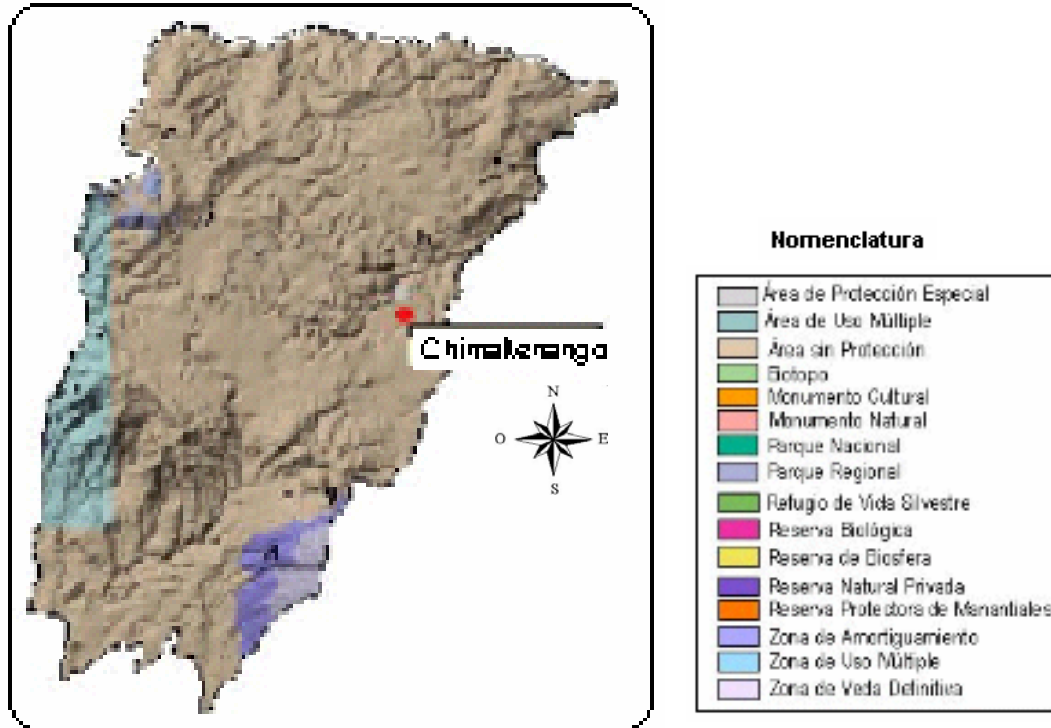 Chimaltenango
N
O
E
S
Nomenclatura
Área de Protección Especial
Área de Uso Múltiple
Área sin Protección
Biotopo
Monumento Cultural
Monumento Natural
Parque Nacional
Parque Regional
Refugio de Vida Silvestre
Reserva Biológica
Reserva de Biosfera
Reserva Natural Privada
Reserva Protectora de Manantiales
Zona de Amortiguamiento
Zona de Uso Múltiple
Zona de Veda Definitiva